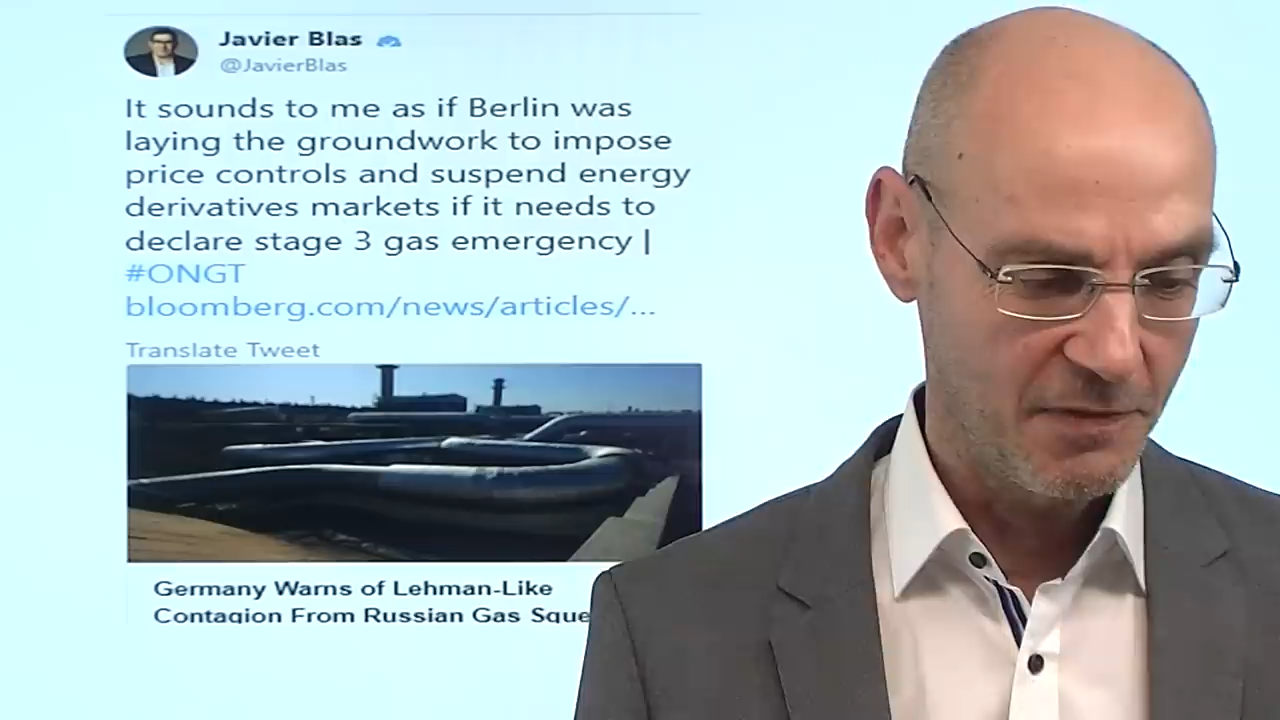 Javier Blas
@JavierBlas
It sounds to me as if Berlin was
laying the groundwork to impose
price controls and suspend energy
derivatives markets if it needs to
declare stage 3 gas emergency |
#ONGT
bloomberg.com/news/articles/...
Translate Tweet
Germany Warns of Lehman-Like
Contagion From Russian Gas